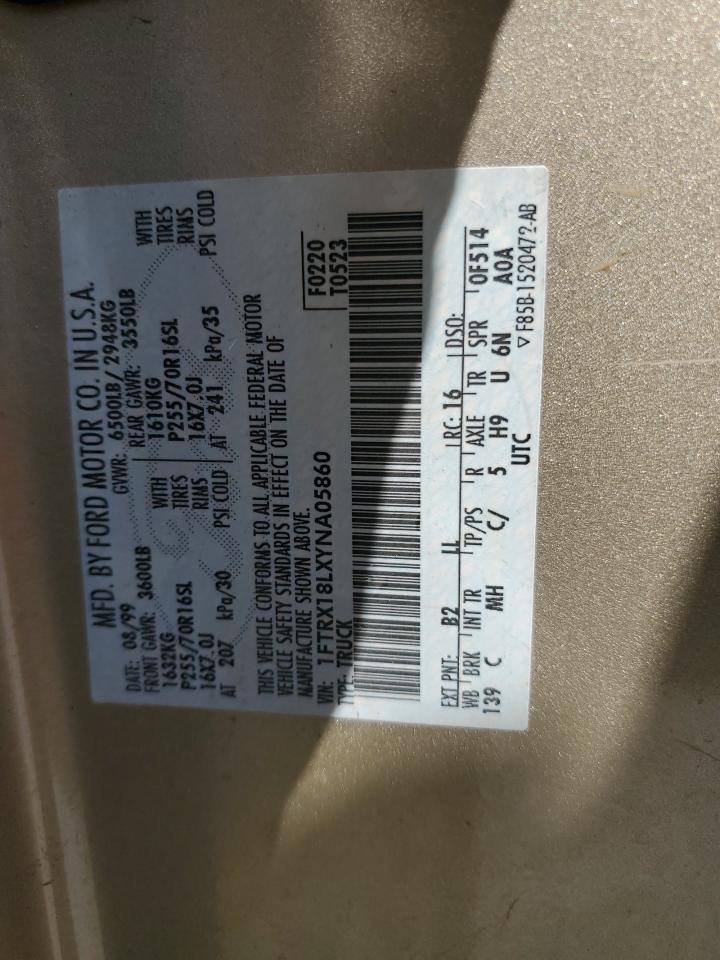 MFD. BY FORD MOTOR CO. IN U.S.A.
DATE: 08/99 GVWR: 6500LB/ 2948KG
FRONT GAWR: 3600LB REAR GAWR: 3550LB
1632KG WITH 1610KG WITH
P255/70R16SL TIRES P255/70R16SL TIRES
16X7.0J RIMS 16X7.0J RIMS
AT 207 kPa/30 PSI COLD AT 241 kPa/35 PSI COLD
THIS VEHICLE CONFORMS TO ALL APPLICABLE FEDERAL MOTOR
VEHICLE SAFETY STANDARDS IN EFFECT ON THE DATE OF
MANUFACTURE SHOWN ABOVE.
VIN: 1FTRX18LXYNA05860
TYPE: TRUCK
F0220
T0523
EXT PNT: B2 LL RC: 16 DSO:
WB BRK INT TR TP/PS R AXLE TR SPR 0F514
139 C MH C/ 5 H9 U 6N A0A
UTC
▽ F85B-1520472-AB